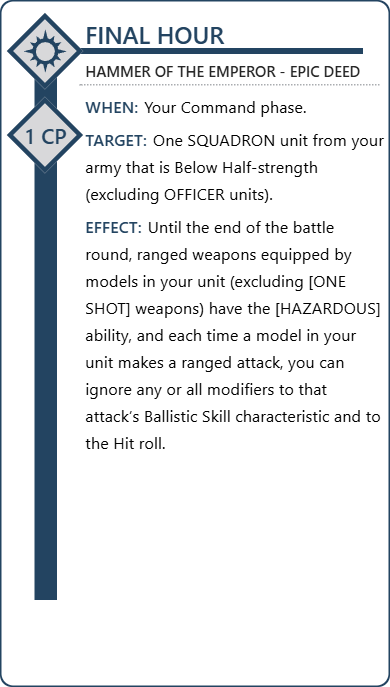 FINAL HOUR
HAMMER OF THE EMPEROR - EPIC DEED
WHEN: Your Command phase.
1 CP
TARGET: One SQUADRON unit from your
army that is Below Half-strength
(excluding OFFICER units).
EFFECT: Until the end of the battle
round, ranged weapons equipped by
models in your unit (excluding [ONE
SHOT] weapons) have the [HAZARDOUS]
ability, and each time a model in your
unit makes a ranged attack, you can
ignore any or all modifiers to that
attack’s Ballistic Skill characteristic and to
the Hit roll.